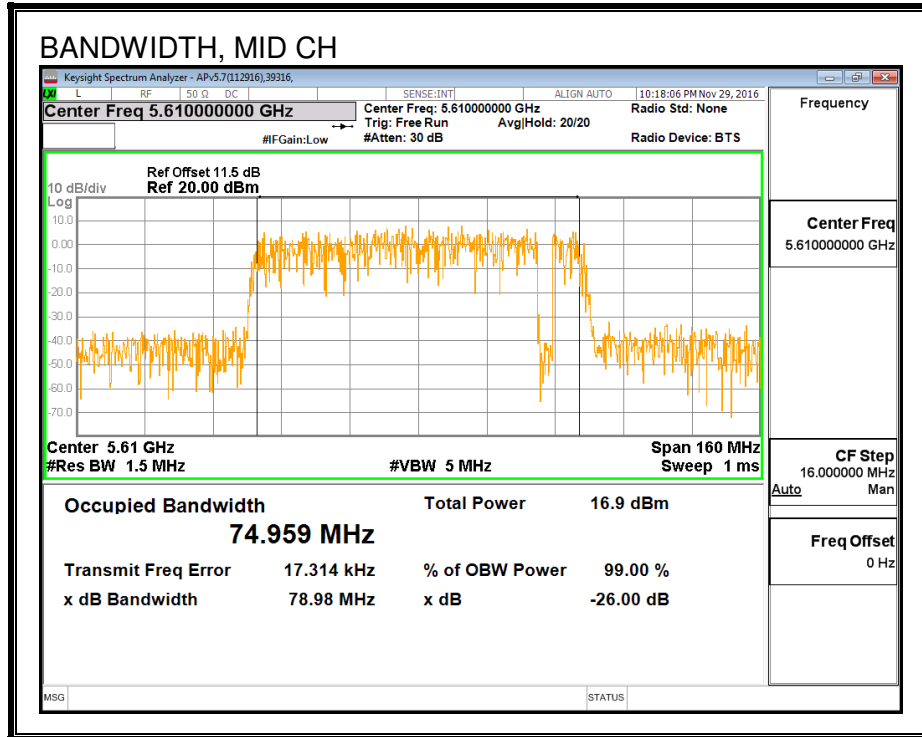 BANDWIDTH, MID CH
Keysight Spectrum Analyzer - APv5.7(112916),39316,
LXI L RF 50 Ω DC SENSE:INT ALIGN AUTO 10:18:06 PM Nov 29, 2016
Center Freq 5.610000000 GHz
Center Freq: 5.610000000 GHz
Radio Std: None
Trig: Free Run Avg|Hold: 20/20
#IFGain:Low #Atten: 30 dB Radio Device: BTS
Ref Offset 11.5 dB
10 dB/div Ref 20.00 dBm
Log
10.0
0.00
-10.0
-20.0
-30.0
-40.0
-50.0
-60.0
-70.0
Center 5.61 GHz Span 160 MHz
#Res BW 1.5 MHz #VBW 5 MHz Sweep 1 ms
Occupied Bandwidth Total Power 16.9 dBm
74.959 MHz
Transmit Freq Error 17.314 kHz % of OBW Power 99.00 %
x dB Bandwidth 78.98 MHz x dB -26.00 dB
MSG STATUS
Frequency
Center Freq
5.610000000 GHz
CF Step
16.000000 MHz
Auto Man
Freq Offset
0 Hz